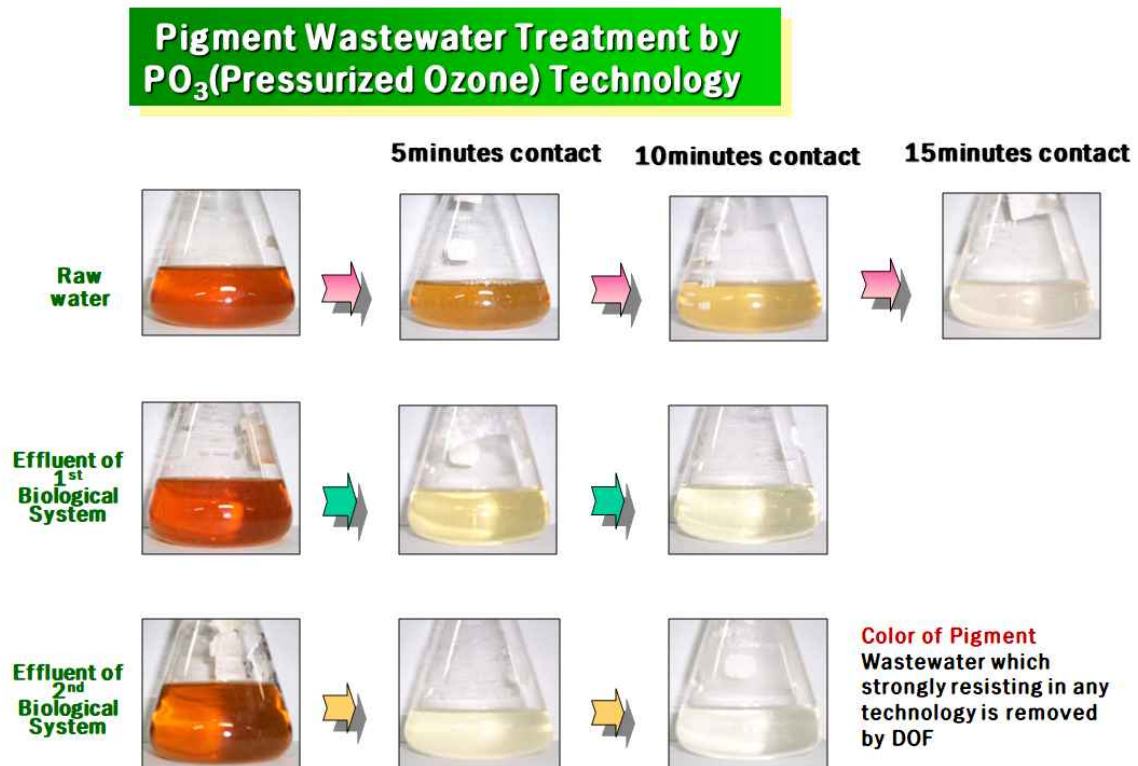 Pigment Wastewater Treatment by
PO₃(Pressurized Ozone) Technology
5minutes contact
10minutes contact
15minutes contact
Raw
water
Effluent of
1st
Biological
System
Effluent of
2nd
Biological
System
Color of Pigment
Wastewater which
strongly resisting in any
technology is removed
by DOF